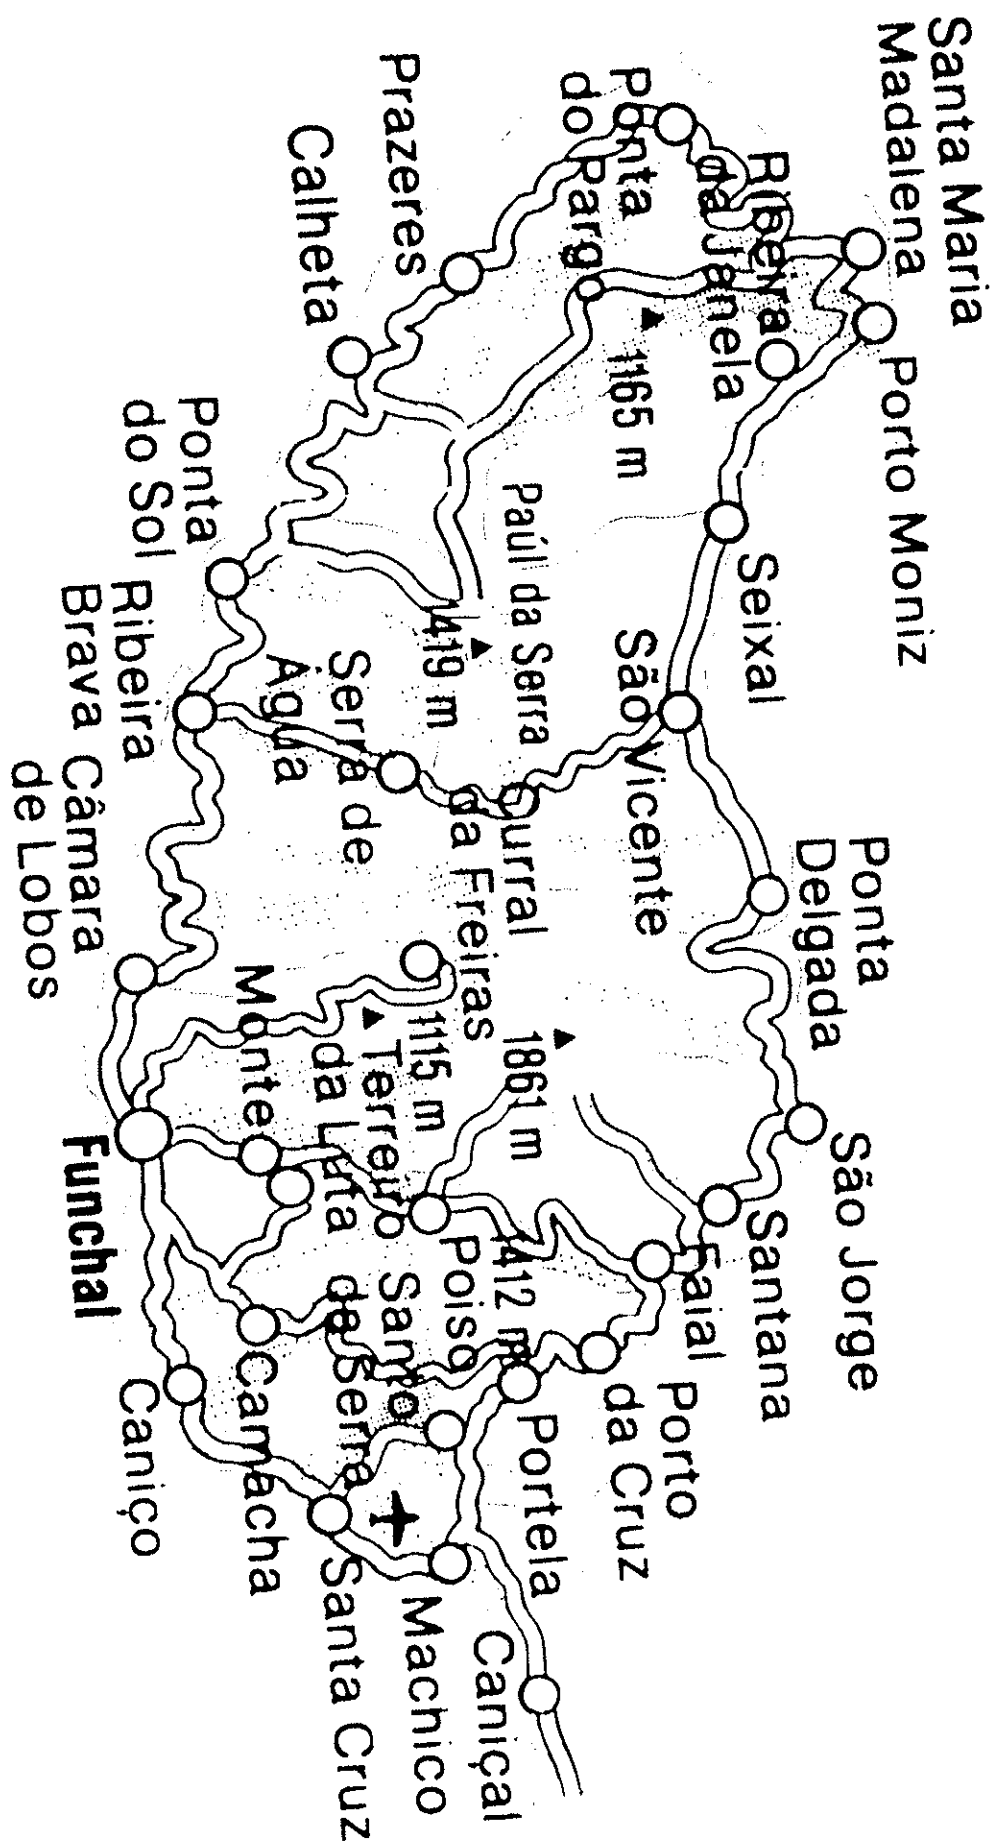 Santa Maria
Madalena
Porto Moniz
Ribeira
da Janela
Ponta
do Pargo
Prazeres
Calheta
1165 m
Seixal
Paúl da Serra
1419 m
Ponta
do Sol
Ribeira
Brava
São Vicente
Serra de
Água
Curral
da Freiras
Câmara
de Lobos
Ponta
Delgada
São Jorge
Santana
1861 m
1115 m
Terreiro
da Luta
Monte
Funchal
Poiso
1412 m
Faial
Porto
da Cruz
Portela
Santo
da Serra
Camacha
Caniço
Santa Cruz
Machico
Caniçal